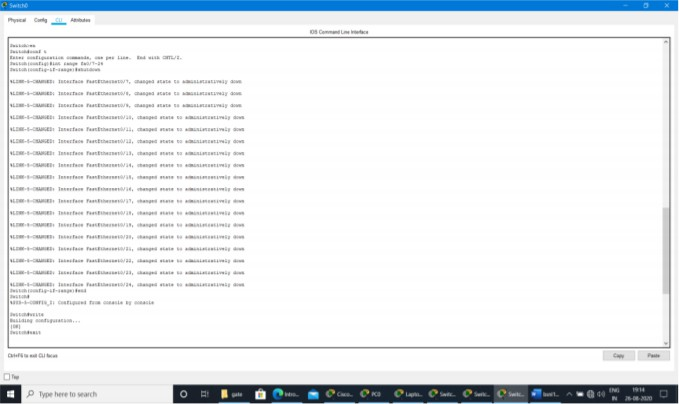 Switch0
Physical Config CLI Attributes
IOS Command Line Interface
Switch>en
Switch#conf t
Enter configuration commands, one per line. End with CNTL/Z.
Switch(config)#int range fa0/7-24
Switch(config-if-range)#shutdown
%LINK-5-CHANGED: Interface FastEthernet0/7, changed state to administratively down
%LINK-5-CHANGED: Interface FastEthernet0/8, changed state to administratively down
%LINK-5-CHANGED: Interface FastEthernet0/9, changed state to administratively down
%LINK-5-CHANGED: Interface FastEthernet0/10, changed state to administratively down
%LINK-5-CHANGED: Interface FastEthernet0/11, changed state to administratively down
%LINK-5-CHANGED: Interface FastEthernet0/12, changed state to administratively down
%LINK-5-CHANGED: Interface FastEthernet0/13, changed state to administratively down
%LINK-5-CHANGED: Interface FastEthernet0/14, changed state to administratively down
%LINK-5-CHANGED: Interface FastEthernet0/15, changed state to administratively down
%LINK-5-CHANGED: Interface FastEthernet0/16, changed state to administratively down
%LINK-5-CHANGED: Interface FastEthernet0/17, changed state to administratively down
%LINK-5-CHANGED: Interface FastEthernet0/18, changed state to administratively down
%LINK-5-CHANGED: Interface FastEthernet0/19, changed state to administratively down
%LINK-5-CHANGED: Interface FastEthernet0/20, changed state to administratively down
%LINK-5-CHANGED: Interface FastEthernet0/21, changed state to administratively down
%LINK-5-CHANGED: Interface FastEthernet0/22, changed state to administratively down
%LINK-5-CHANGED: Interface FastEthernet0/23, changed state to administratively down
%LINK-5-CHANGED: Interface FastEthernet0/24, changed state to administratively down
Switch(config-if-range)#end
Switch#
%SYS-5-CONFIG_I: Configured from console by console
Switch#write
Building configuration...
[OK]
Switch#exit
Ctrl+F6 to exit CLI focus
Copy Paste
Top
Type here to search
gate Intro... Cisco... PC0 Lapto... Switc... Switc... Switc... ENG 19:14
IN 26-08-2020